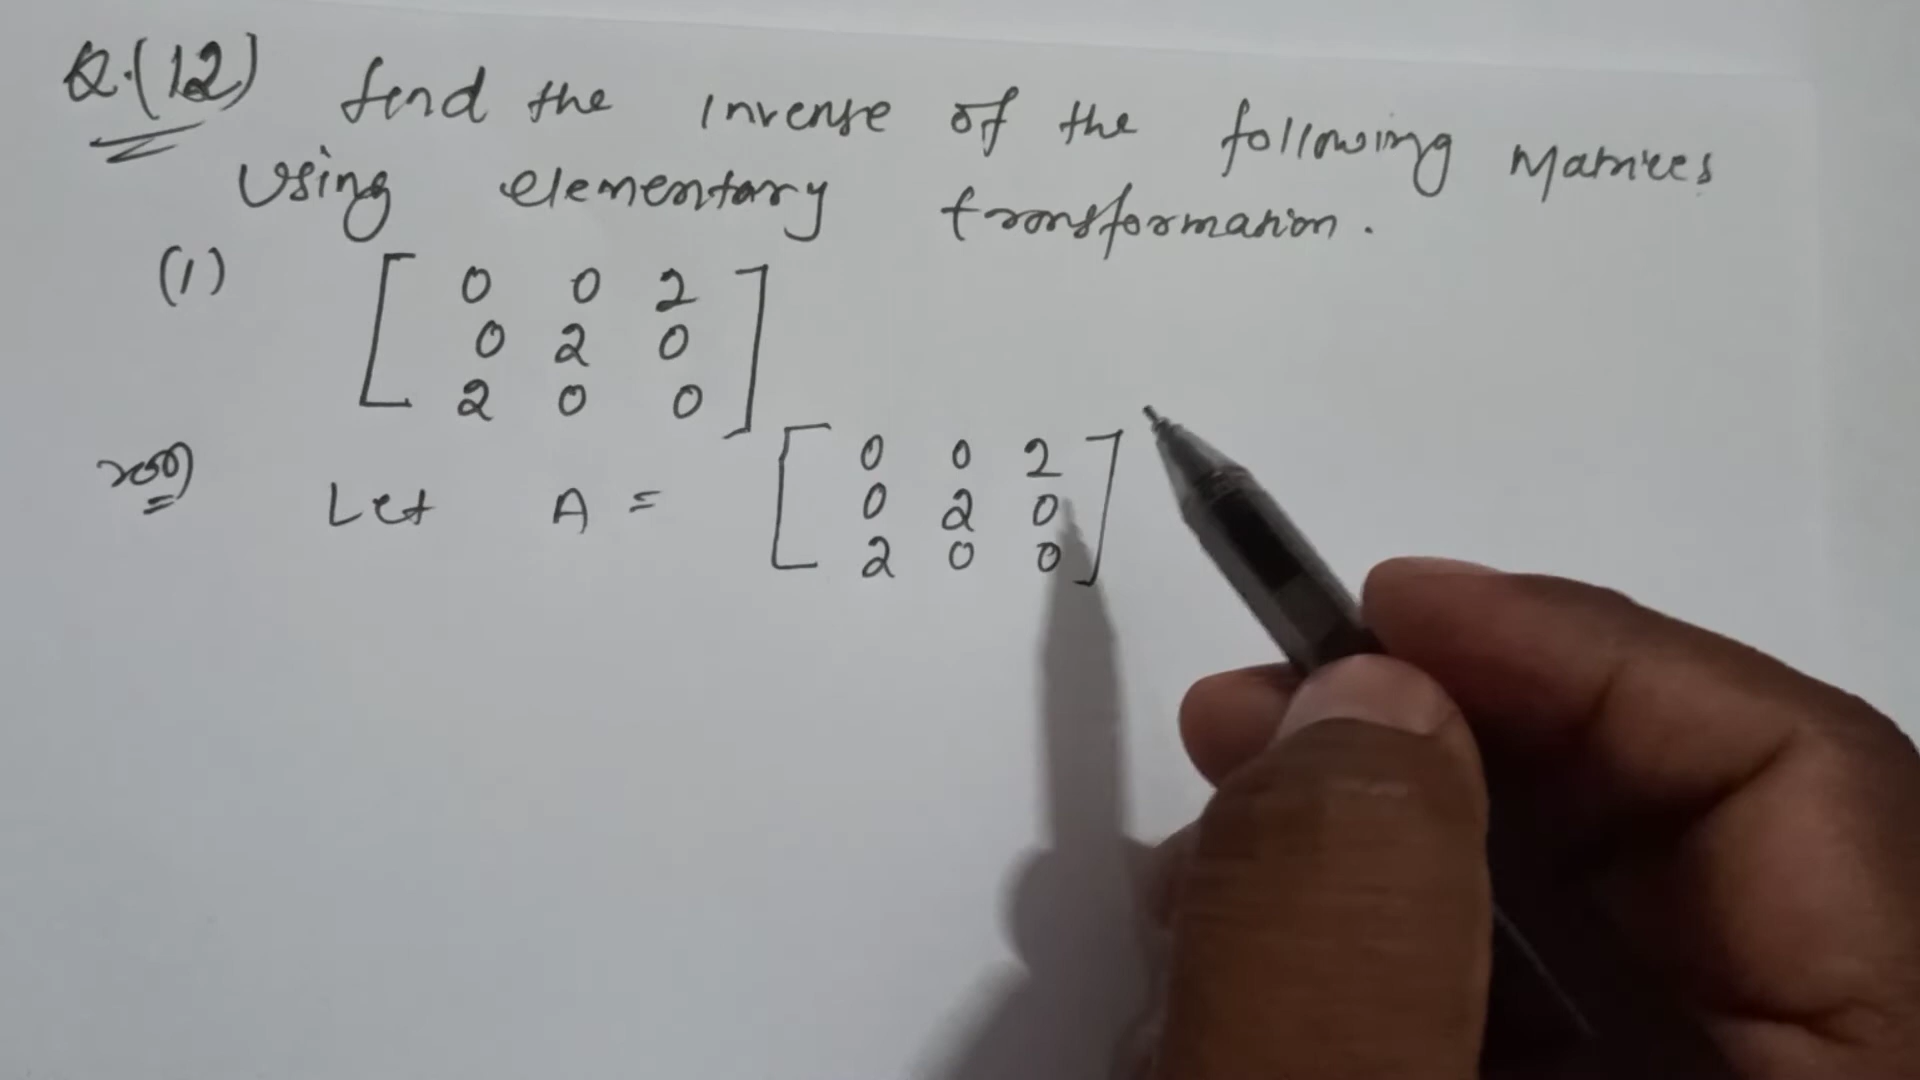 Q.(12) find the inverse of the following Matrices
using elementary transformation.
(1) [ 0 0 2
0 2 0
2 0 0 ]
Let A = [ 0 0 2
0 2 0
2 0 0 ]